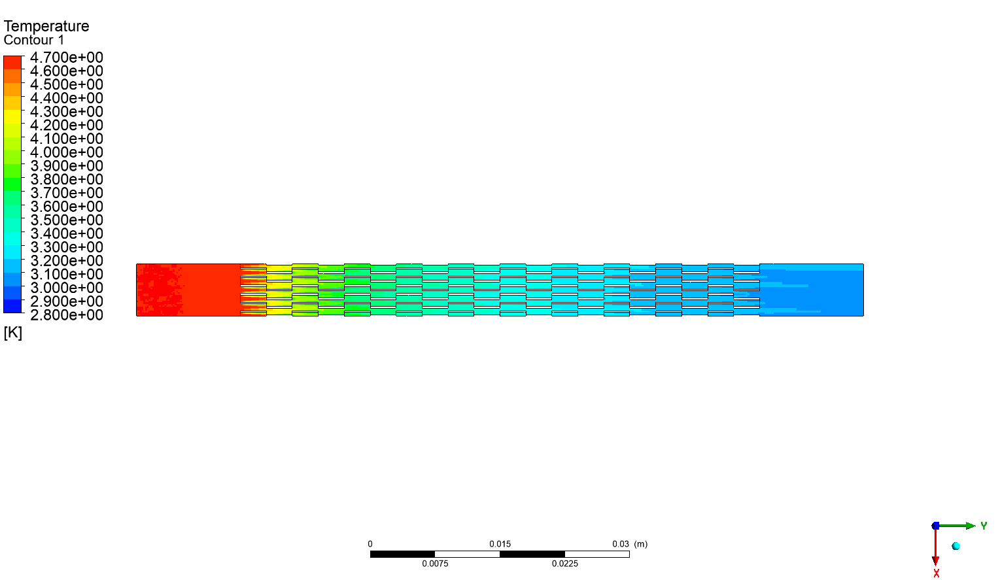 Temperature
Contour 1
4.700e+00
4.600e+00
4.500e+00
4.400e+00
4.300e+00
4.200e+00
4.100e+00
4.000e+00
3.900e+00
3.800e+00
3.700e+00
3.600e+00
3.500e+00
3.400e+00
3.300e+00
3.200e+00
3.100e+00
3.000e+00
2.900e+00
2.800e+00
[K]
0 0.015 0.03 (m)
0.0075 0.0225
Y
X